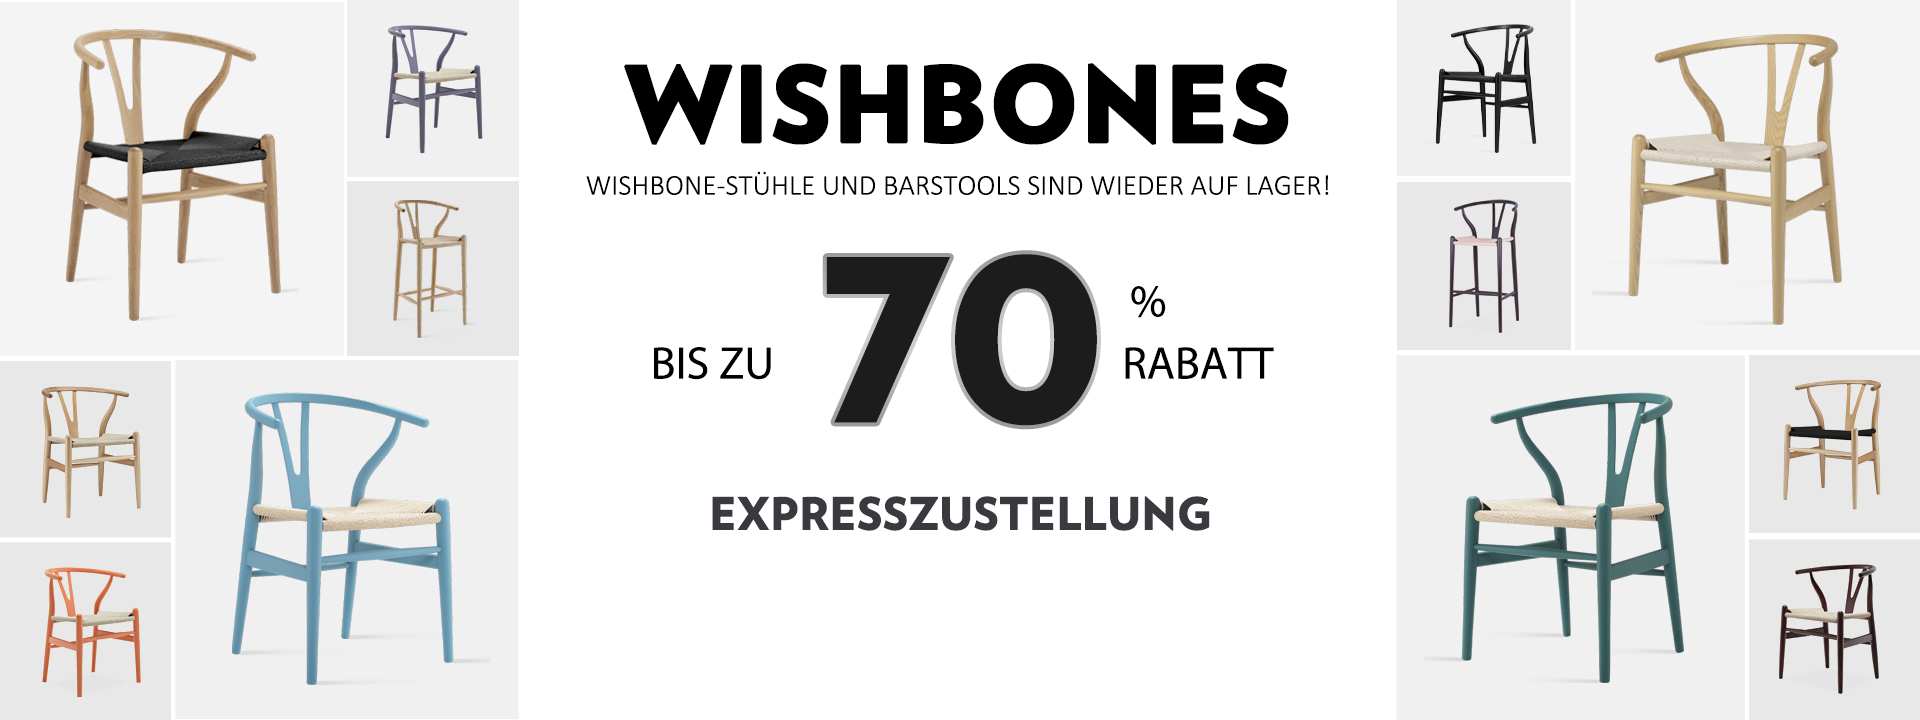 WISHBONES
WISHBONE-STÜHLE UND BARSTOOLS SIND WIEDER AUF LAGER!
BIS ZU 70 % RABATT
EXPRESSZUSTELLUNG